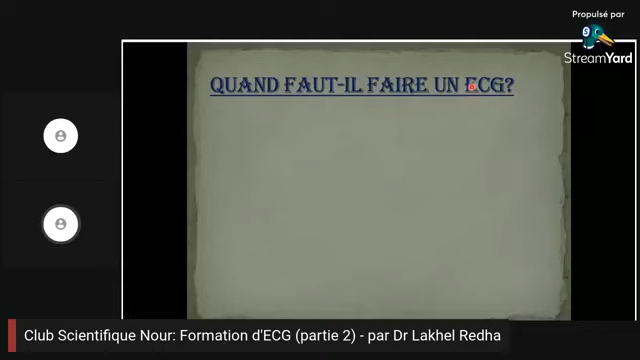 Propulsé par
StreamYard
QUAND FAUT-IL FAIRE UN ECG?
Club Scientifique Nour: Formation d'ECG (partie 2) - par Dr Lakhel Redha